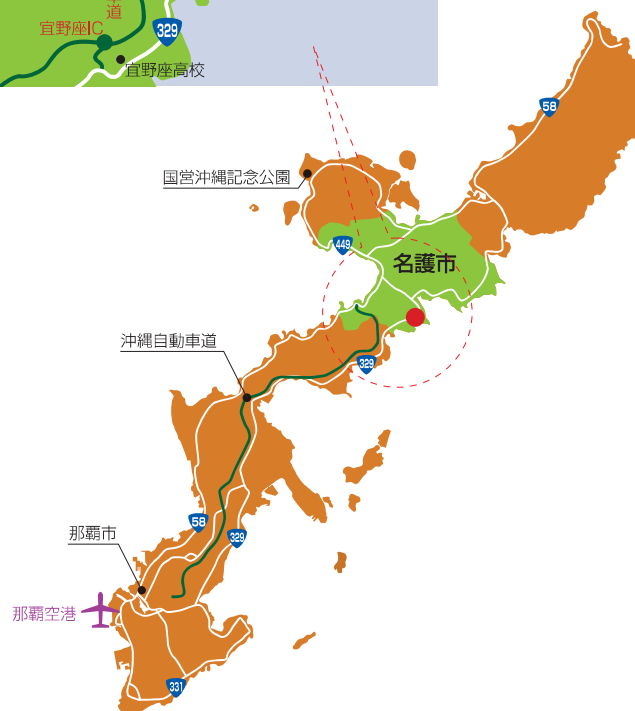 道
宜野座IC
329
宜野座高校
58
国営沖縄記念公園
449
名護市
沖縄自動車道
329
58
那覇市
329
那覇空港
331